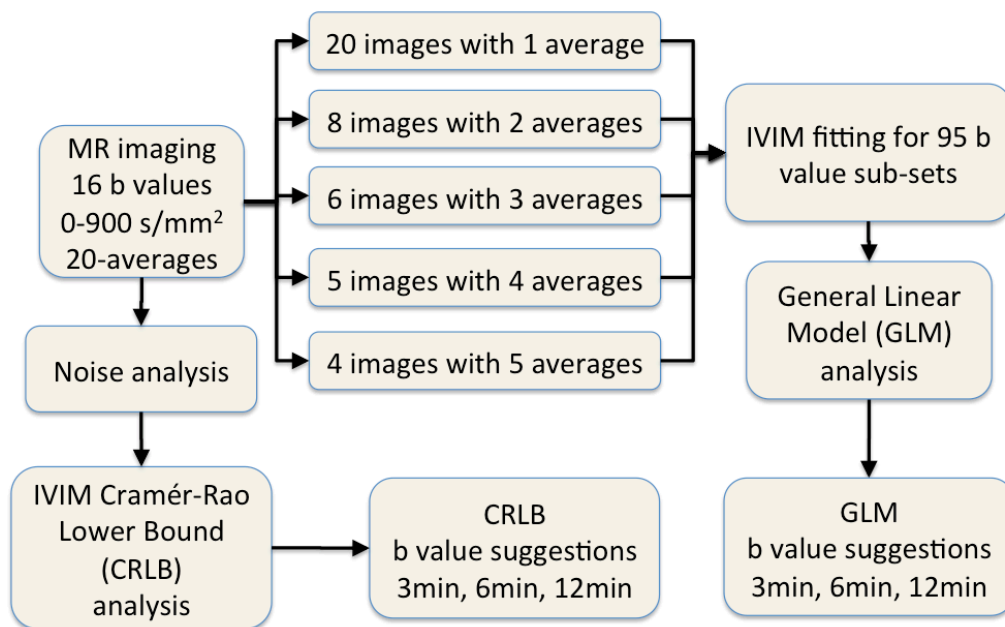 MR imaging
16 b values
0-900 s/mm²
20-averages
20 images with 1 average
8 images with 2 averages
6 images with 3 averages
5 images with 4 averages
4 images with 5 averages
IVIM fitting for 95 b
value sub-sets
General Linear
Model (GLM)
analysis
GLM
b value suggestions
3min, 6min, 12min
Noise analysis
IVIM Cramér-Rao
Lower Bound
(CRLB)
analysis
CRLB
b value suggestions
3min, 6min, 12min